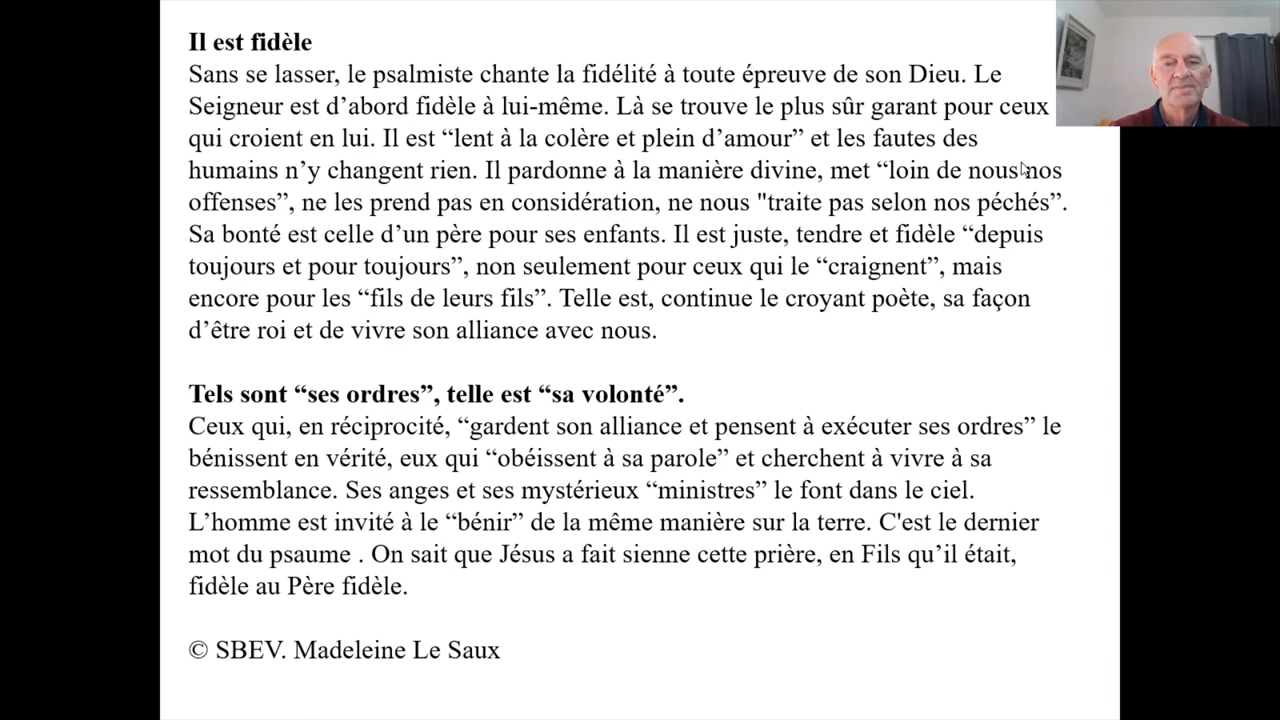 Il est fidèle
Sans se lasser, le psalmiste chante la fidélité à toute épreuve de son Dieu. Le
Seigneur est d’abord fidèle à lui-même. Là se trouve le plus sûr garant pour ceux
qui croient en lui. Il est “lent à la colère et plein d’amour” et les fautes des
humains n’y changent rien. Il pardonne à la manière divine, met “loin de nous nos
offenses”, ne les prend pas en considération, ne nous "traite pas selon nos péchés”.
Sa bonté est celle d’un père pour ses enfants. Il est juste, tendre et fidèle “depuis
toujours et pour toujours”, non seulement pour ceux qui le “craignent”, mais
encore pour les “fils de leurs fils”. Telle est, continue le croyant poète, sa façon
d’être roi et de vivre son alliance avec nous.
Tels sont “ses ordres”, telle est “sa volonté”.
Ceux qui, en réciprocité, “gardent son alliance et pensent à exécuter ses ordres” le
bénissent en vérité, eux qui “obéissent à sa parole” et cherchent à vivre à sa
ressemblance. Ses anges et ses mystérieux “ministres” le font dans le ciel.
L’homme est invité à le “bénir” de la même manière sur la terre. C'est le dernier
mot du psaume . On sait que Jésus a fait sienne cette prière, en Fils qu’il était,
fidèle au Père fidèle.
© SBEV. Madeleine Le Saux